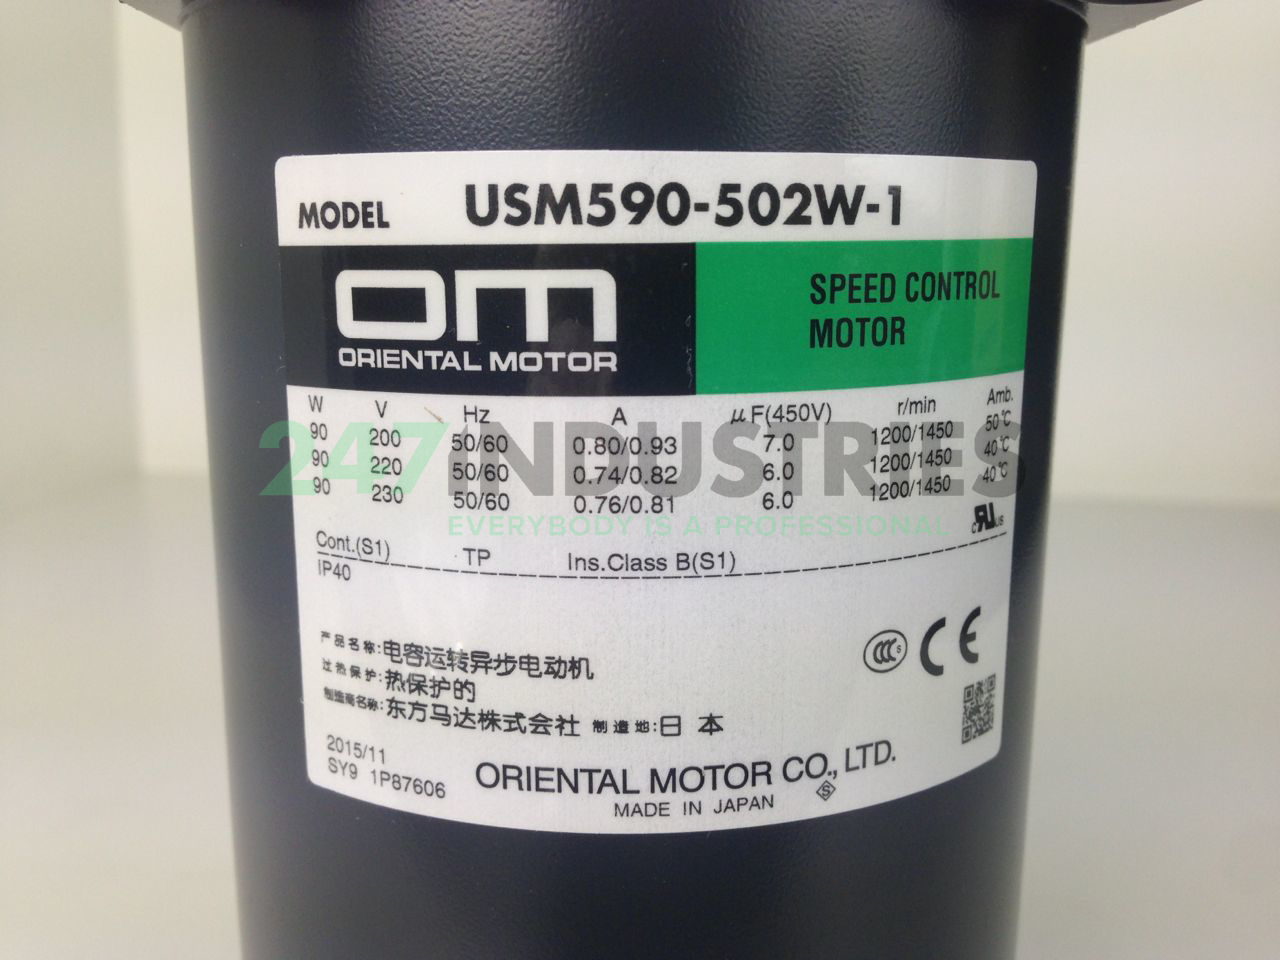 MODEL USM590-502W-1
OM
ORIENTAL MOTOR
SPEED CONTROL
MOTOR
W V Hz A μF(450V) r/min Amb.
90 200 50/60 0.80/0.93 7.0 1200/1450 50℃
90 220 50/60 0.74/0.82 6.0 1200/1450 40℃
90 230 50/60 0.76/0.81 6.0 1200/1450 40℃
247 INDUSTRIES
EVERYBODY IS A PROFESSIONAL
c RU US
Cont.(S1) TP Ins.Class B(S1)
IP40
产品名称:电容运转异步电动机
过热保护:热保护的
制造商名称:东方马达株式会社 制造地:日本
CCC S CE
2015/11
SY9 1P87606
ORIENTAL MOTOR CO., LTD.
MADE IN JAPAN S